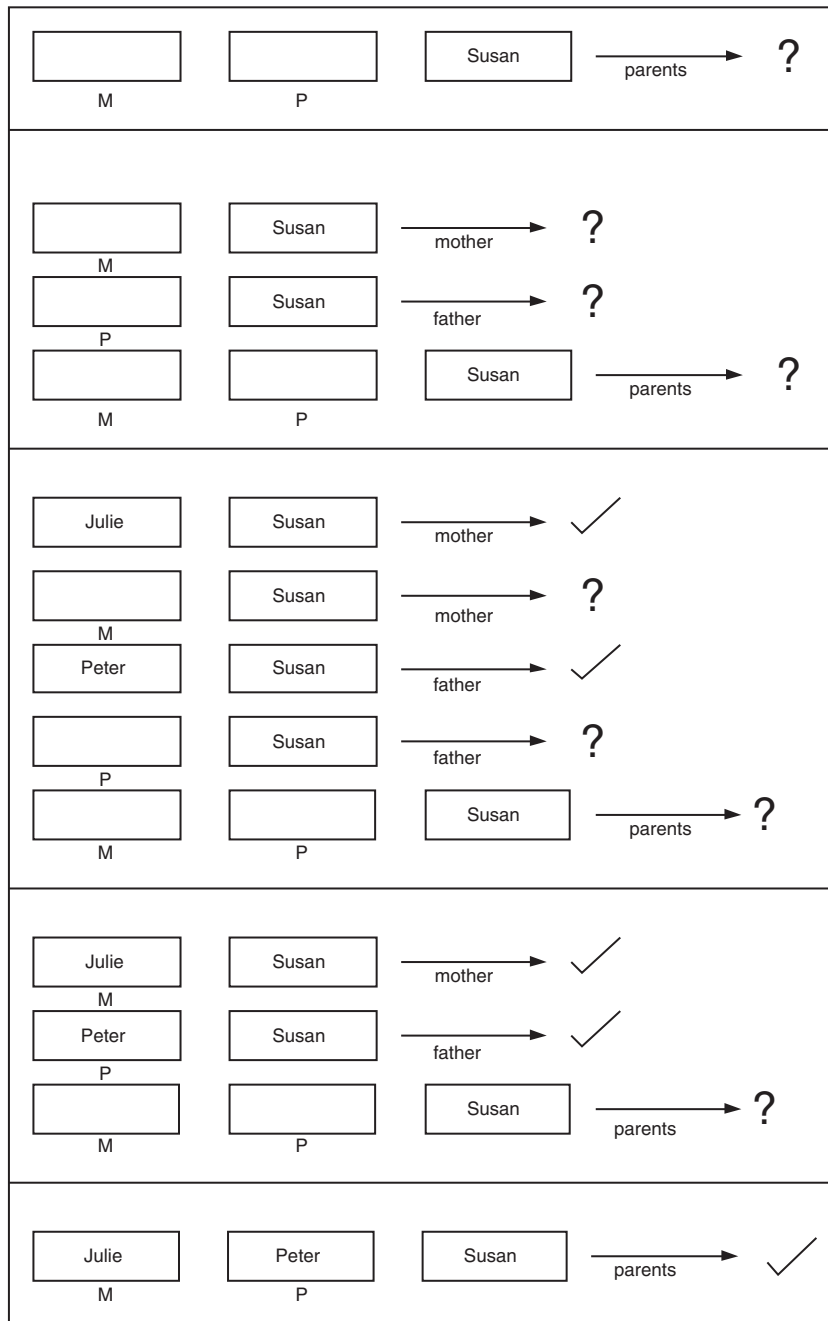 Susan parents ?
M P
Susan mother ?
M
Susan father ?
P
Susan parents ?
M P
Julie Susan mother
Susan mother ?
M
Peter Susan father
Susan father ?
P
Susan parents ?
M P
Julie Susan mother
M
Peter Susan father
P
Susan parents ?
M P
Julie Peter Susan parents
M P